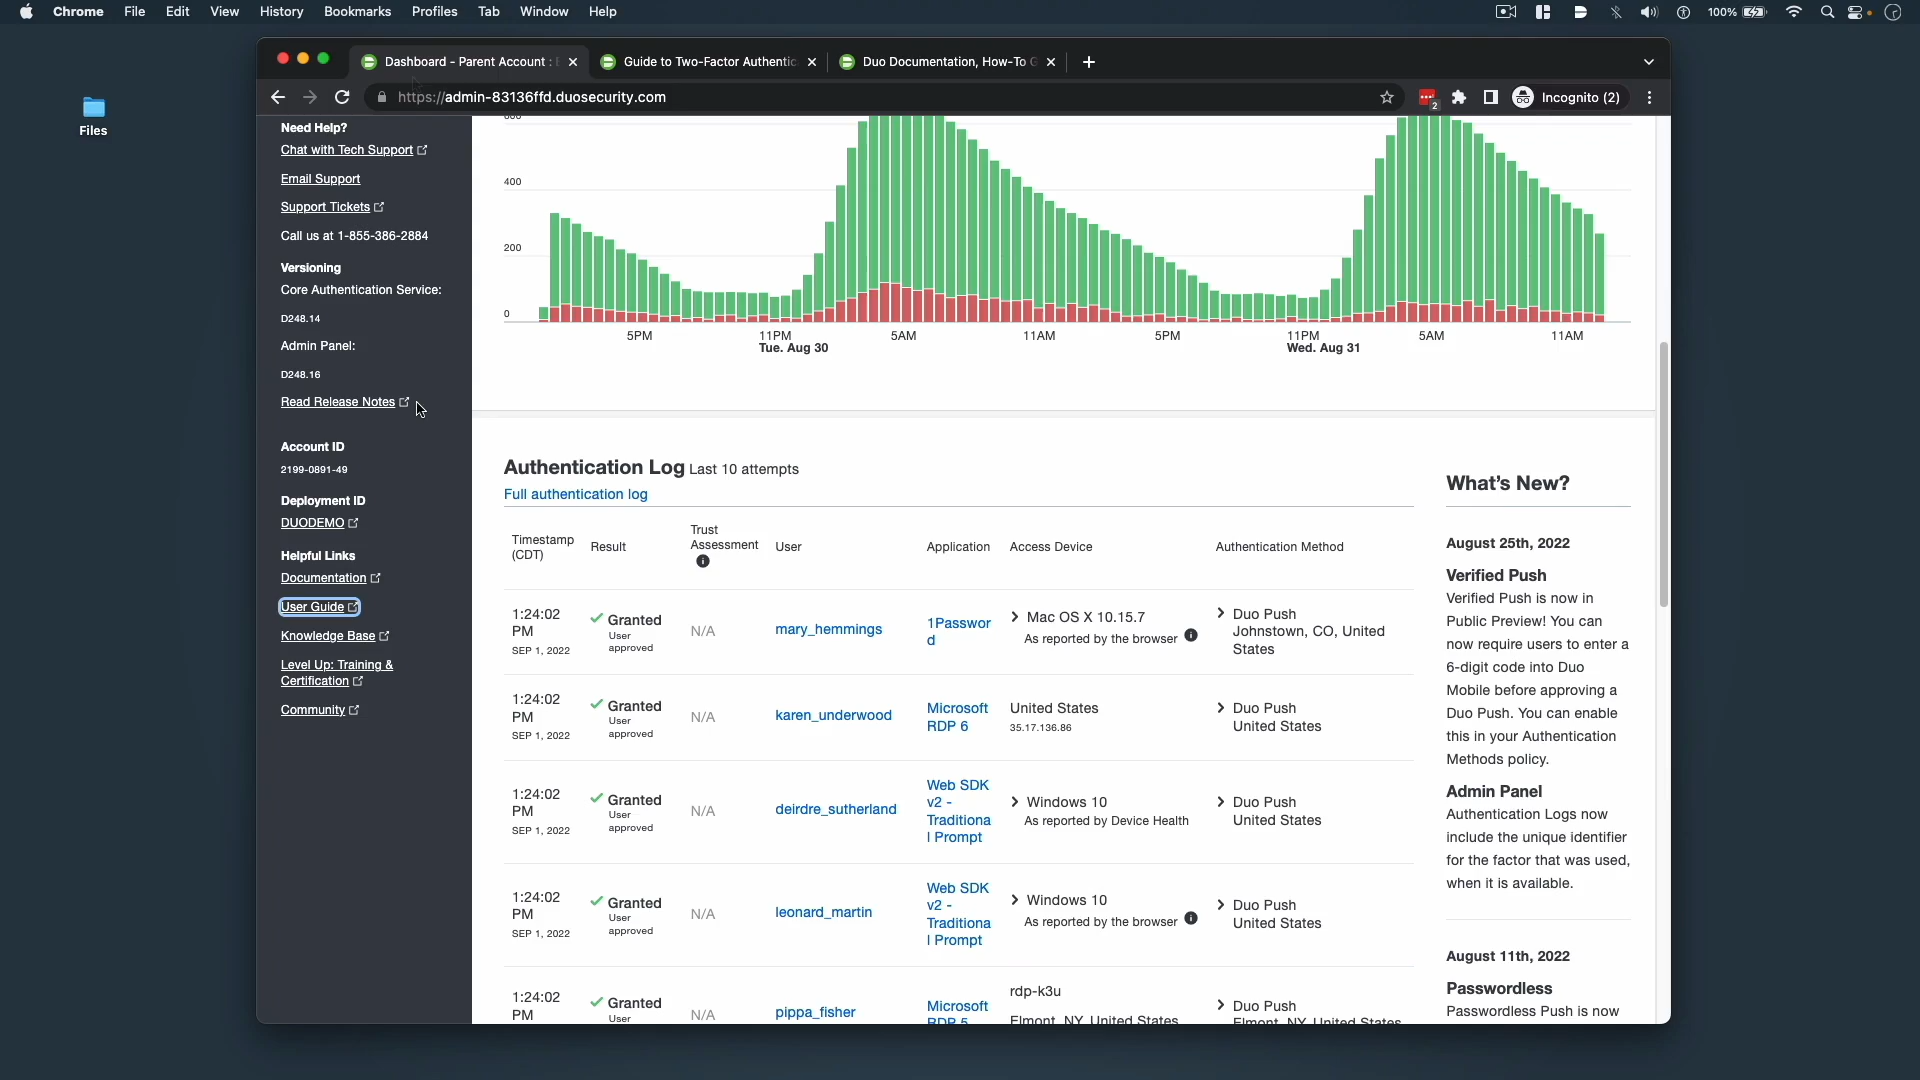 Chrome File Edit View History Bookmarks Profiles Tab Window Help 100%
Files
Dashboard - Parent Account :
Guide to Two-Factor Authentic
Duo Documentation, How-To G
https://admin-83136ffd.duosecurity.com
2
Incognito (2)
Need Help?
Chat with Tech Support
Email Support
Support Tickets
Call us at 1-855-386-2884
Versioning
Core Authentication Service:
D248.14
Admin Panel:
D248.16
Read Release Notes
Account ID
2199-0891-49
Deployment ID
DUODEMO
Helpful Links
Documentation
User Guide
Knowledge Base
Level Up: Training &
Certification
Community
400
200
0
5PM 11PM 5AM 11AM 5PM 11PM 5AM 11AM
Tue. Aug 30 Wed. Aug 31
Authentication Log Last 10 attempts
Full authentication log
Timestamp
(CDT)
Result
Trust
Assessment
User
Application
Access Device
Authentication Method
1:24:02
PM
SEP 1, 2022
Granted
User
approved
N/A
mary_hemmings
1Passwor
d
Mac OS X 10.15.7
As reported by the browser
Duo Push
Johnstown, CO, United
States
1:24:02
PM
SEP 1, 2022
Granted
User
approved
N/A
karen_underwood
Microsoft
RDP 6
United States
35.17.136.86
Duo Push
United States
1:24:02
PM
SEP 1, 2022
Granted
User
approved
N/A
deirdre_sutherland
Web SDK
v2 -
Traditiona
l Prompt
Windows 10
As reported by Device Health
Duo Push
United States
1:24:02
PM
SEP 1, 2022
Granted
User
approved
N/A
leonard_martin
Web SDK
v2 -
Traditiona
l Prompt
Windows 10
As reported by the browser
Duo Push
United States
1:24:02
PM
Granted
User
N/A
pippa_fisher
Microsoft
RDP 5
rdp-k3u
Elmont, NY, United States
Duo Push
Elmont, NY, United States
What's New?
August 25th, 2022
Verified Push
Verified Push is now in
Public Preview! You can
now require users to enter a
6-digit code into Duo
Mobile before approving a
Duo Push. You can enable
this in your Authentication
Methods policy.
Admin Panel
Authentication Logs now
include the unique identifier
for the factor that was used,
when it is available.
August 11th, 2022
Passwordless
Passwordless Push is now